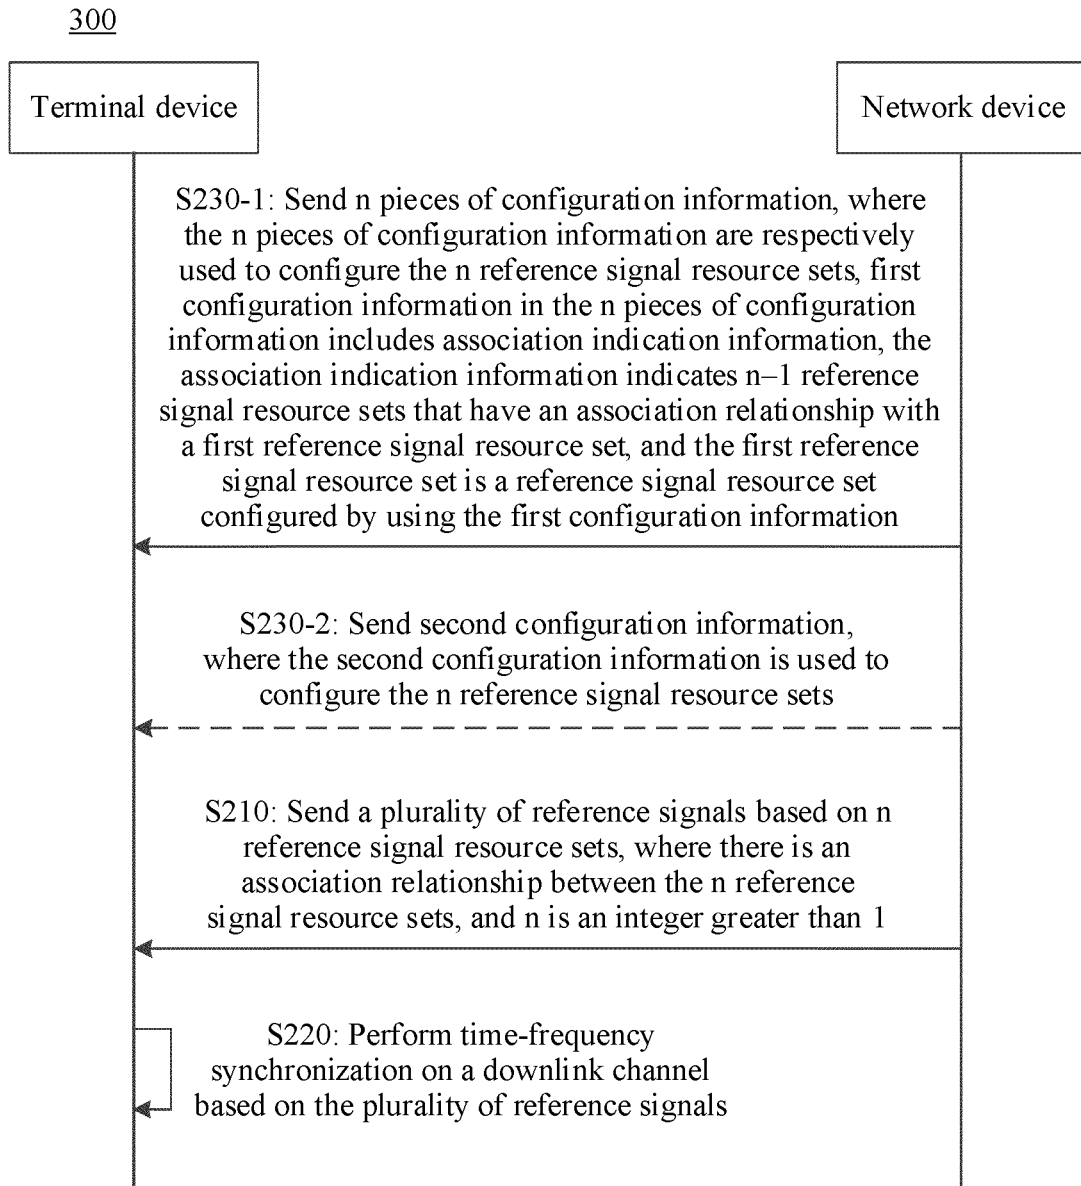 300
Terminal device
Network device
S230-1: Send n pieces of configuration information, where
the n pieces of configuration information are respectively
used to configure the n reference signal resource sets, first
configuration information in the n pieces of configuration
information includes association indication information, the
association indication information indicates n–1 reference
signal resource sets that have an association relationship with
a first reference signal resource set, and the first reference
signal resource set is a reference signal resource set
configured by using the first configuration information
S230-2: Send second configuration information,
where the second configuration information is used to
configure the n reference signal resource sets
S210: Send a plurality of reference signals based on n
reference signal resource sets, where there is an
association relationship between the n reference
signal resource sets, and n is an integer greater than 1
S220: Perform time-frequency
synchronization on a downlink channel
based on the plurality of reference signals